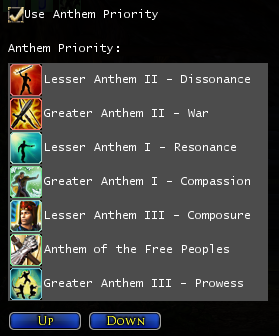 Use Anthem Priority
Anthem Priority:
Lesser Anthem II - Dissonance
Greater Anthem II - War
Lesser Anthem I - Resonance
Greater Anthem I - Compassion
Lesser Anthem III - Composure
Anthem of the Free Peoples
Greater Anthem III - Prowess
Up Down